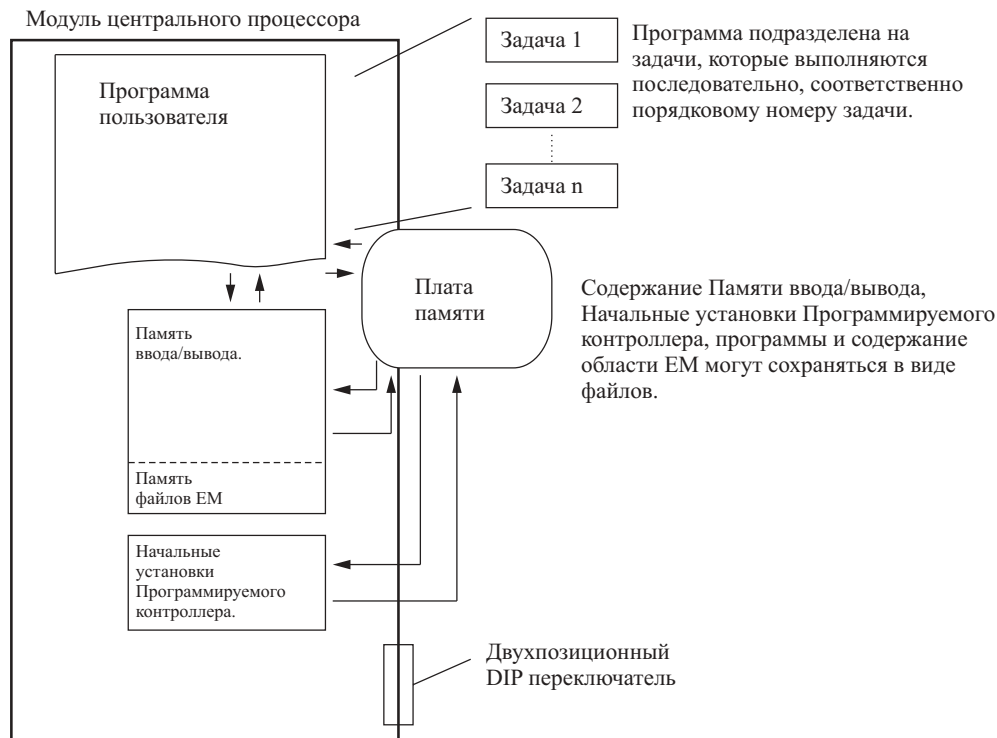 Модуль центрального процессора
Программа
пользователя
Задача 1
Задача 2
Задача n
Программа подразделена на
задачи, которые выполняются
последовательно, соответственно
порядковому номеру задачи.
Плата
памяти
Содержание Памяти ввода/вывода,
Начальные установки Программируемого
контроллера, программы и содержание
области ЕМ могут сохраняться в виде
файлов.
Память
ввода/вывода.
Память
файлов ЕМ
Начальные
установки
Программируемого
контроллера.
Двухпозиционный
DIP переключатель